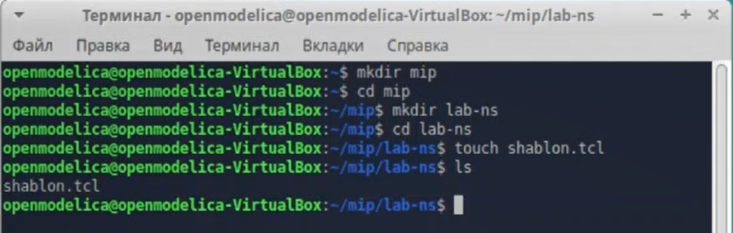 Терминал - openmodelica@openmodelica-VirtualBox: ~/mip/lab-ns
Файл Правка Вид Терминал Вкладки Справка
openmodelica@openmodelica-VirtualBox:~$ mkdir mip
openmodelica@openmodelica-VirtualBox:~$ cd mip
openmodelica@openmodelica-VirtualBox:~/mip$ mkdir lab-ns
openmodelica@openmodelica-VirtualBox:~/mip$ cd lab-ns
openmodelica@openmodelica-VirtualBox:~/mip/lab-ns$ touch shablon.tcl
openmodelica@openmodelica-VirtualBox:~/mip/lab-ns$ ls
shablon.tcl
openmodelica@openmodelica-VirtualBox:~/mip/lab-ns$